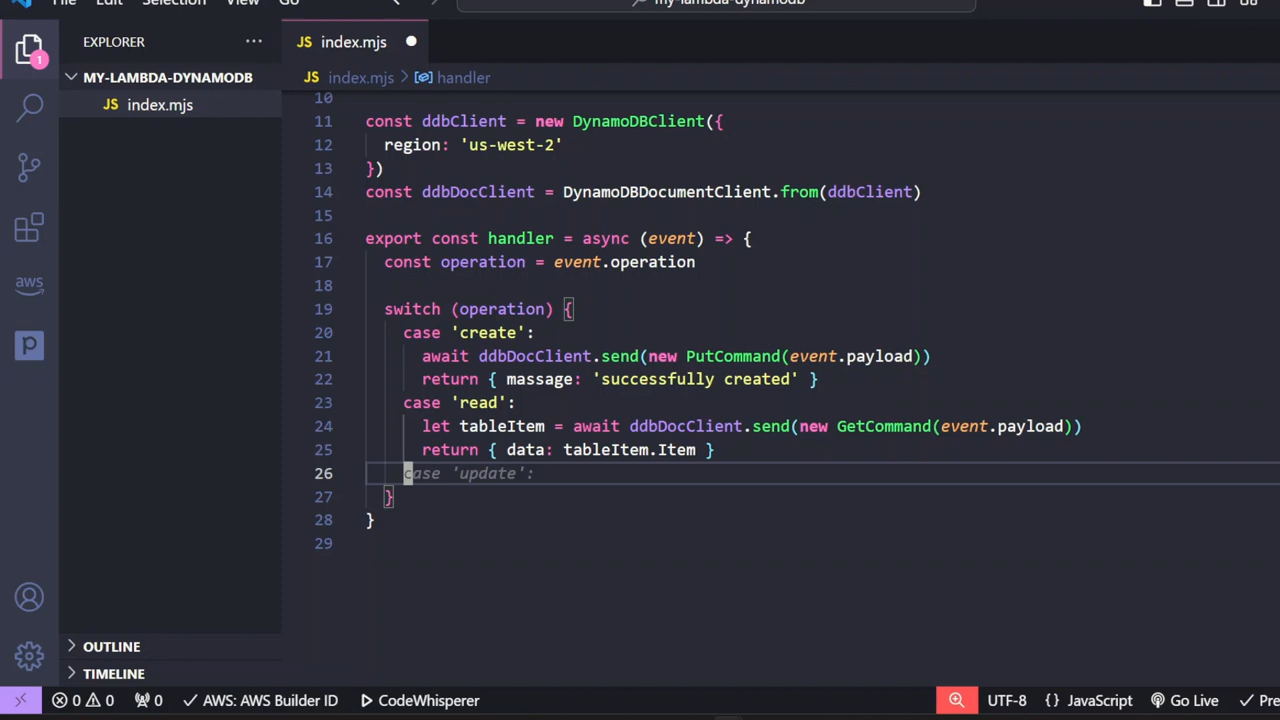 File Edit Selection View Go
my-lambda-dynamodb
EXPLORER
JS index.mjs
1
MY-LAMBDA-DYNAMODB
JS index.mjs > handler
JS index.mjs
aws
p
10
11 const ddbClient = new DynamoDBClient({
12 region: 'us-west-2'
13 })
14 const ddbDocClient = DynamoDBDocumentClient.from(ddbClient)
15
16 export const handler = async (event) => {
17 const operation = event.operation
18
19 switch (operation) {
20 case 'create':
21 await ddbDocClient.send(new PutCommand(event.payload))
22 return { massage: 'successfully created' }
23 case 'read':
24 let tableItem = await ddbDocClient.send(new GetCommand(event.payload))
25 return { data: tableItem.Item }
26 case 'update':
27 }
28 }
29
OUTLINE
TIMELINE
0 0 0 AWS: AWS Builder ID CodeWhisperer UTF-8 {} JavaScript Go Live Pre